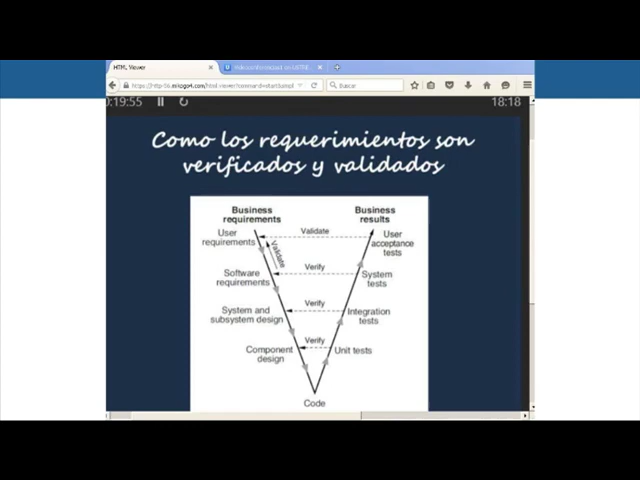 HTML Viewer
Buscar
0:19:55
18:18
Como los requerimientos son
verificados y validados
Business
requirements
Business
results
User
requirements
Validate
User
acceptance
tests
Validate
Software
requirements
Verify
System
tests
System and
subsystem design
Verify
Integration
tests
Component
design
Verify
Unit tests
Code